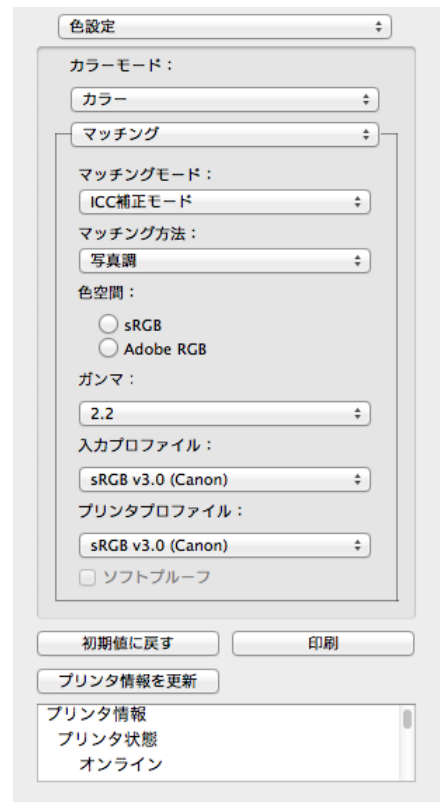 色設定
カラーモード：
カラー
マッチング
マッチングモード：
ICC補正モード
マッチング方法：
写真調
色空間：
sRGB
Adobe RGB
ガンマ：
2.2
入力プロファイル：
sRGB v3.0 (Canon)
プリンタプロファイル：
sRGB v3.0 (Canon)
ソフトプルーフ
初期値に戻す 印刷
プリンタ情報を更新
プリンタ情報
プリンタ状態
オンライン